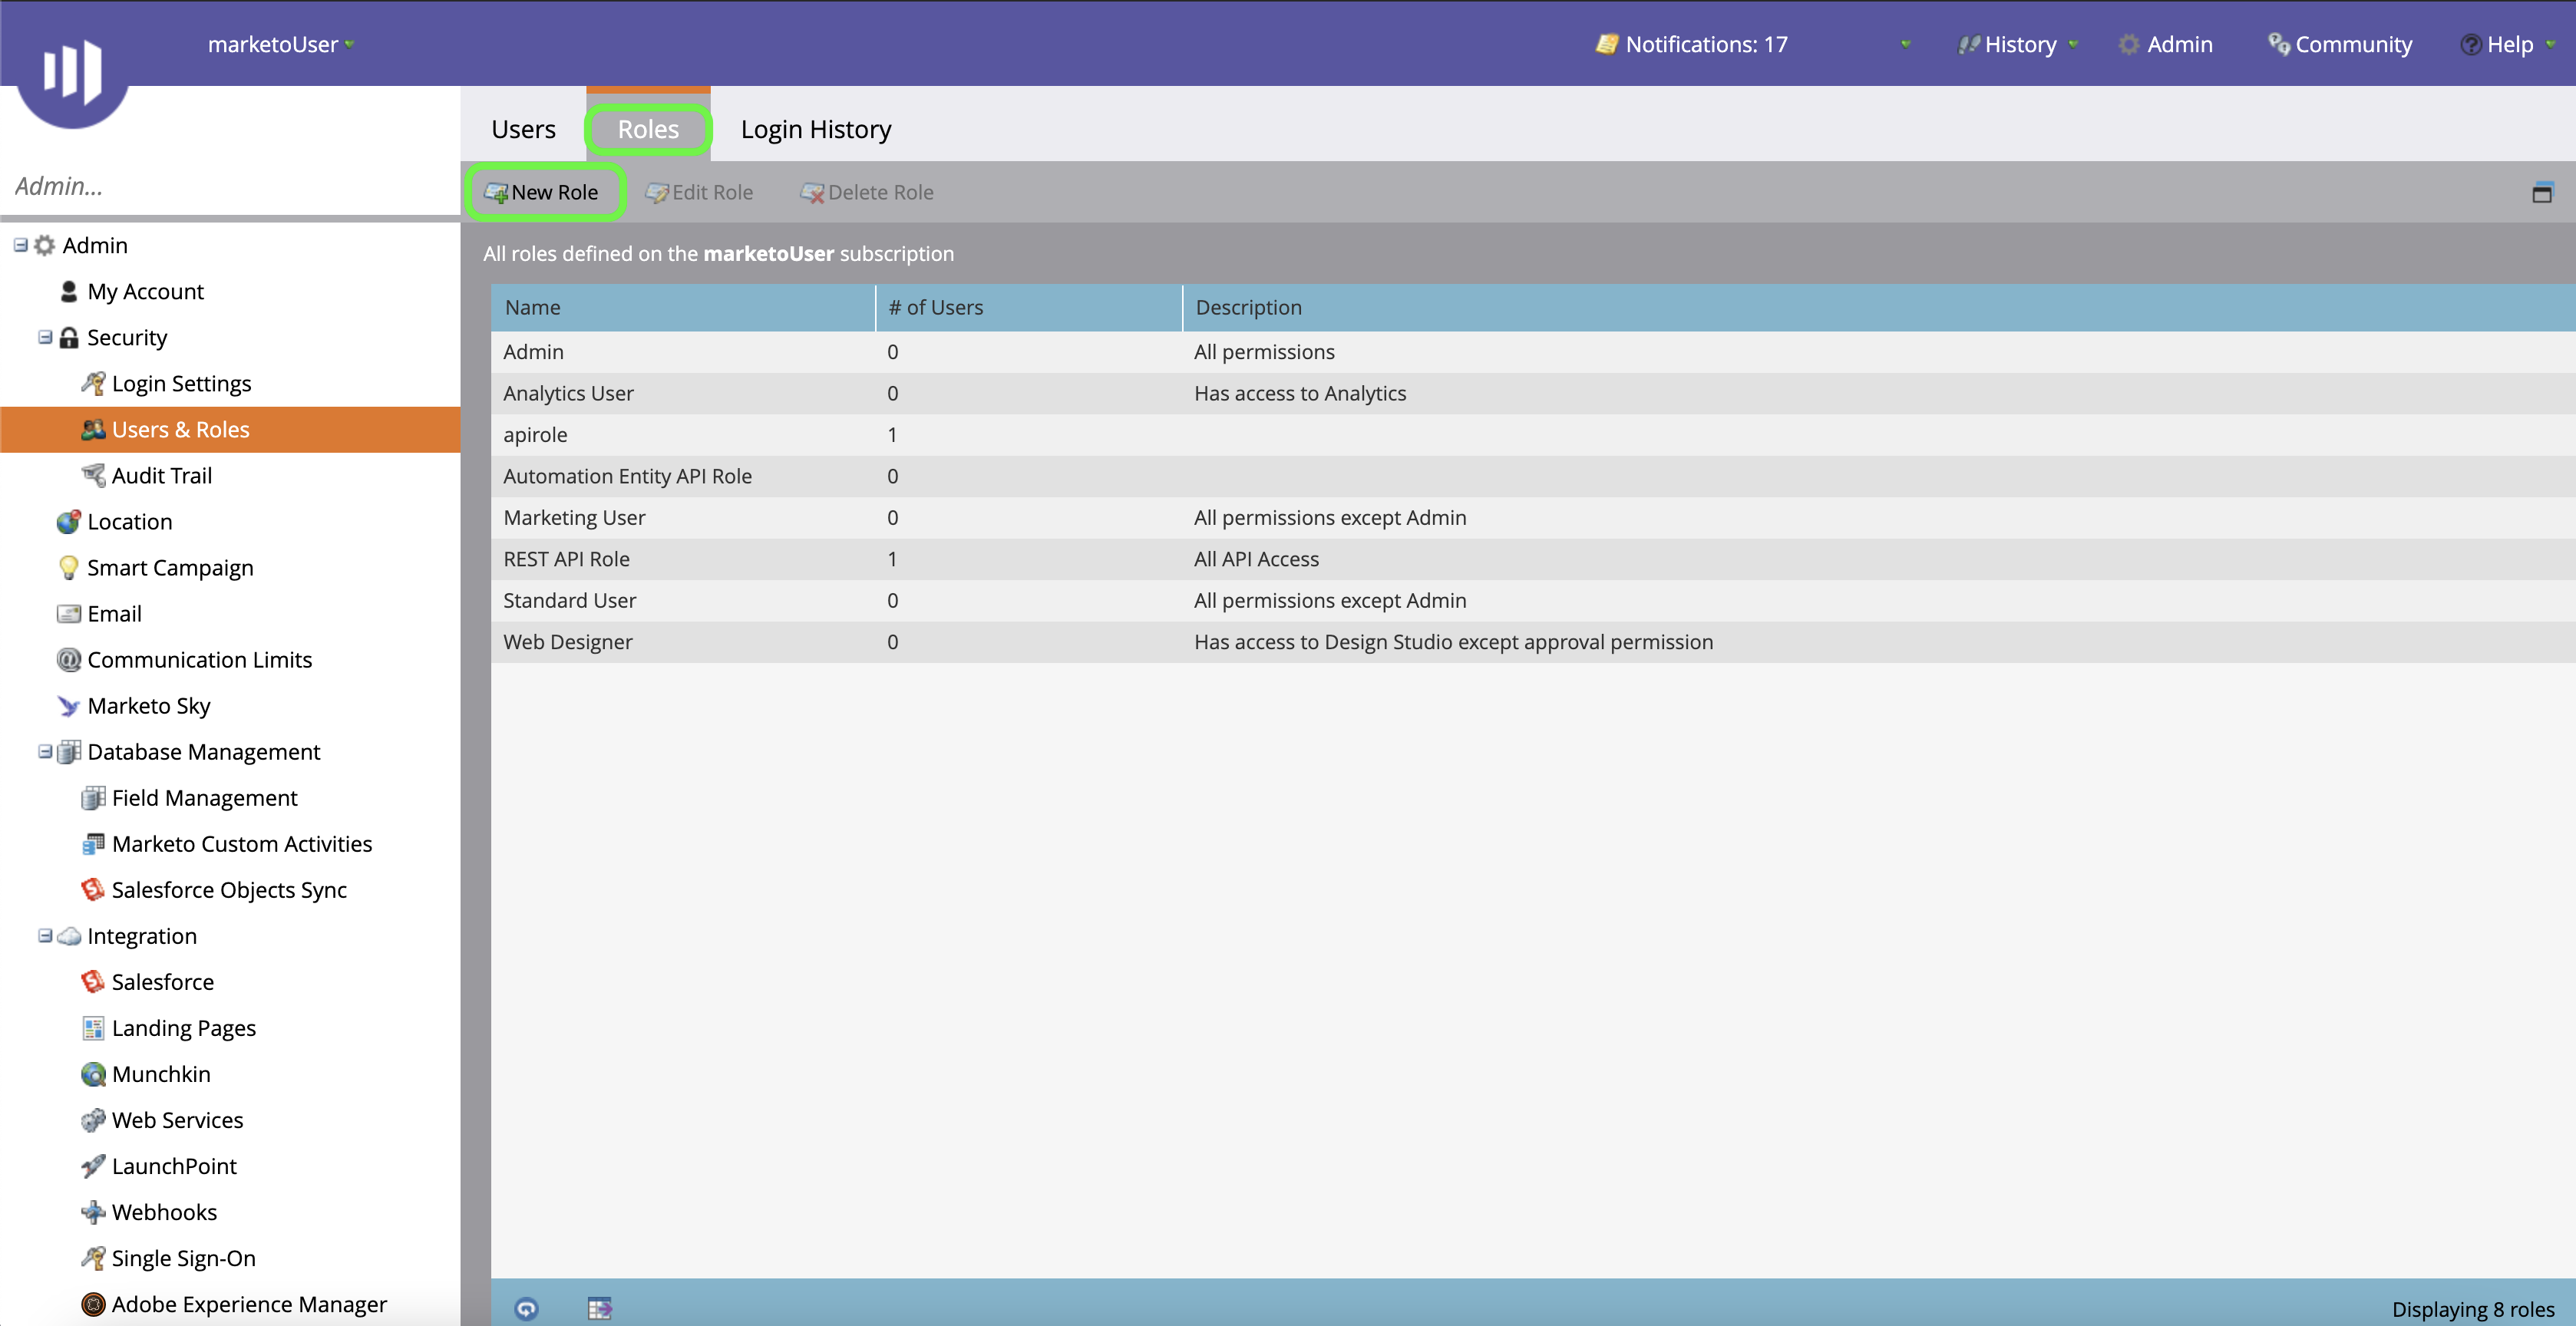 marketoUser
Notifications: 17
History
Admin
Community
Help
Admin...
Admin
My Account
Security
Login Settings
Users & Roles
Audit Trail
Location
Smart Campaign
Email
Communication Limits
Marketo Sky
Database Management
Field Management
Marketo Custom Activities
Salesforce Objects Sync
Integration
Salesforce
Landing Pages
Munchkin
Web Services
LaunchPoint
Webhooks
Single Sign-On
Adobe Experience Manager
Users Roles Login History
New Role Edit Role Delete Role
All roles defined on the marketoUser subscription
Name # of Users Description
Admin 0 All permissions
Analytics User 0 Has access to Analytics
apirole 1
Automation Entity API Role 0
Marketing User 0 All permissions except Admin
REST API Role 1 All API Access
Standard User 0 All permissions except Admin
Web Designer 0 Has access to Design Studio except approval permission
Displaying 8 roles